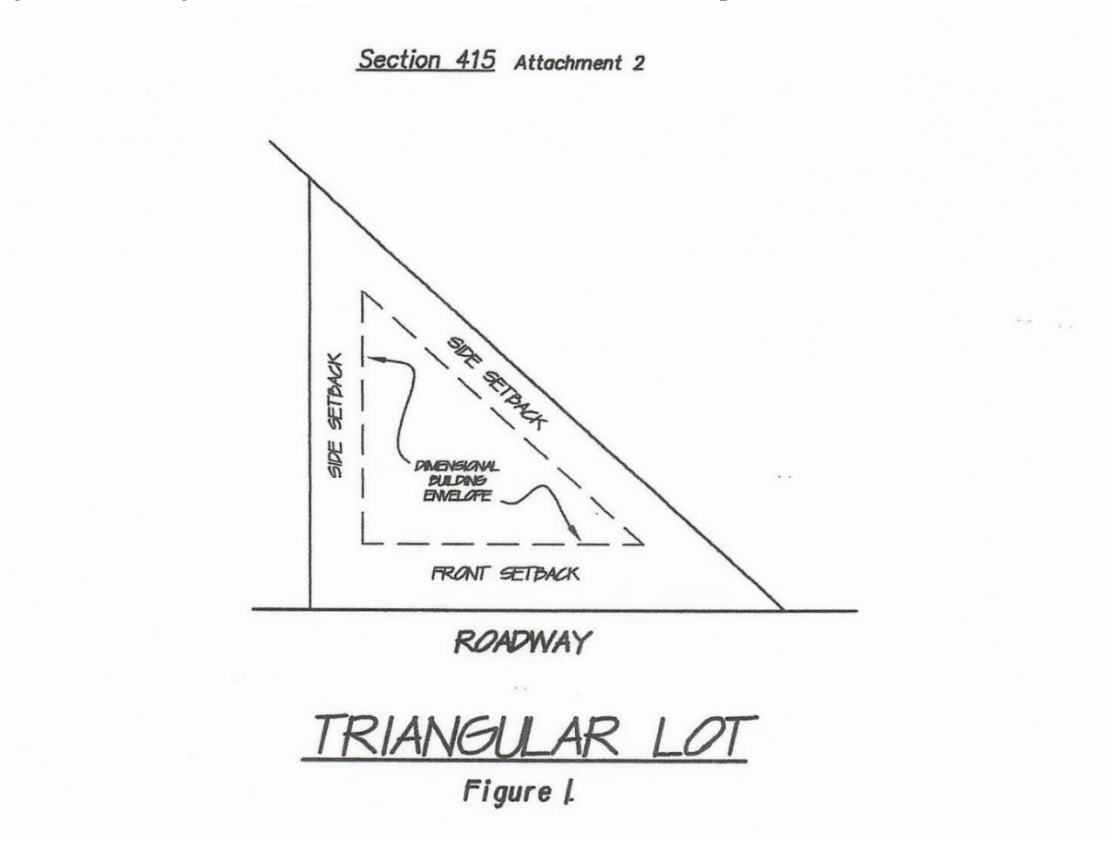 Section 415 Attachment 2
SIDE SETBACK
SIDE SETBACK
DIMENSIONAL
BUILDING
ENVELOPE
FRONT SETBACK
ROADWAY
TRIANGULAR LOT
Figure 1.